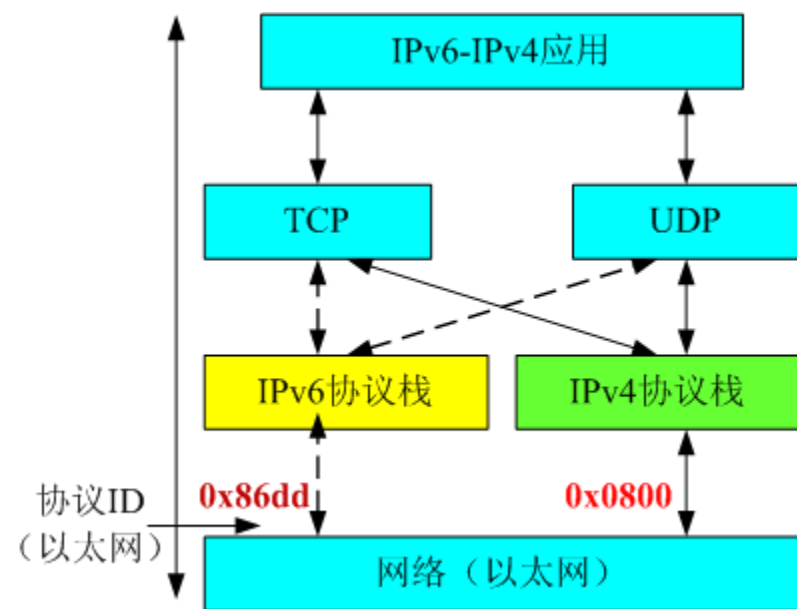 IPv6-IPv4应用
TCP
UDP
IPv6协议栈
IPv4协议栈
协议ID
（以太网）
0x86dd
0x0800
网络（以太网）